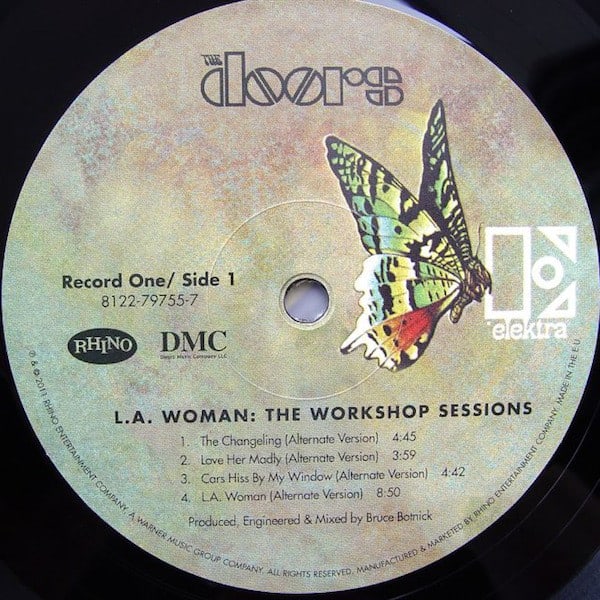 THE
doors
Record One/ Side 1
8122-79755-7
RHINO
DMC
Doors Music Company LLC
elektra
L.A. WOMAN: THE WORKSHOP SESSIONS
1. The Changeling (Alternate Version) 4:45
2. Love Her Madly (Alternate Version) 3:59
3. Cars Hiss By My Window (Alternate Version) 4:42
4. L.A. Woman (Alternate Version) 8:50
Produced, Engineered & Mixed by Bruce Botnick
℗ & © 2011 RHINO ENTERTAINMENT COMPANY, A WARNER MUSIC GROUP COMPANY. ALL RIGHTS RESERVED. MANUFACTURED & MARKETED BY RHINO ENTERTAINMENT COMPANY. MADE IN THE E.U.